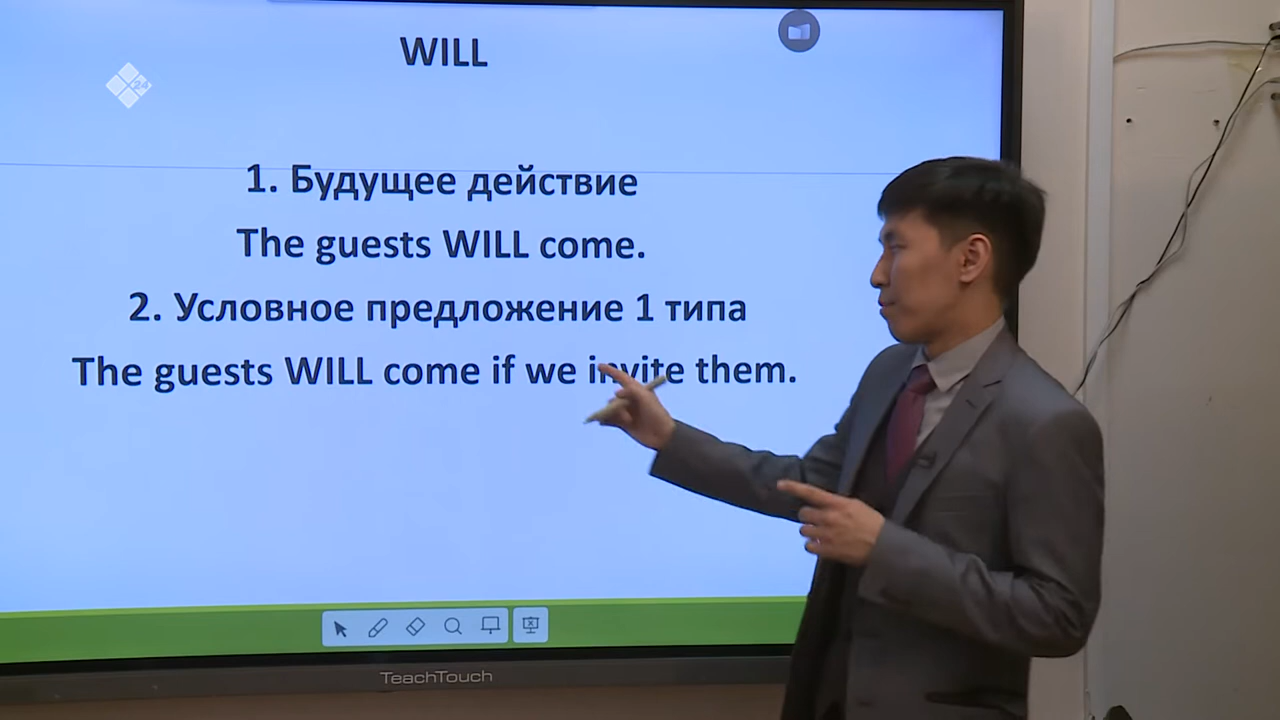 WILL
24
1. Будущее действие
The guests WILL come.
2. Условное предложение 1 типа
The guests WILL come if we invite them.
TeachTouch